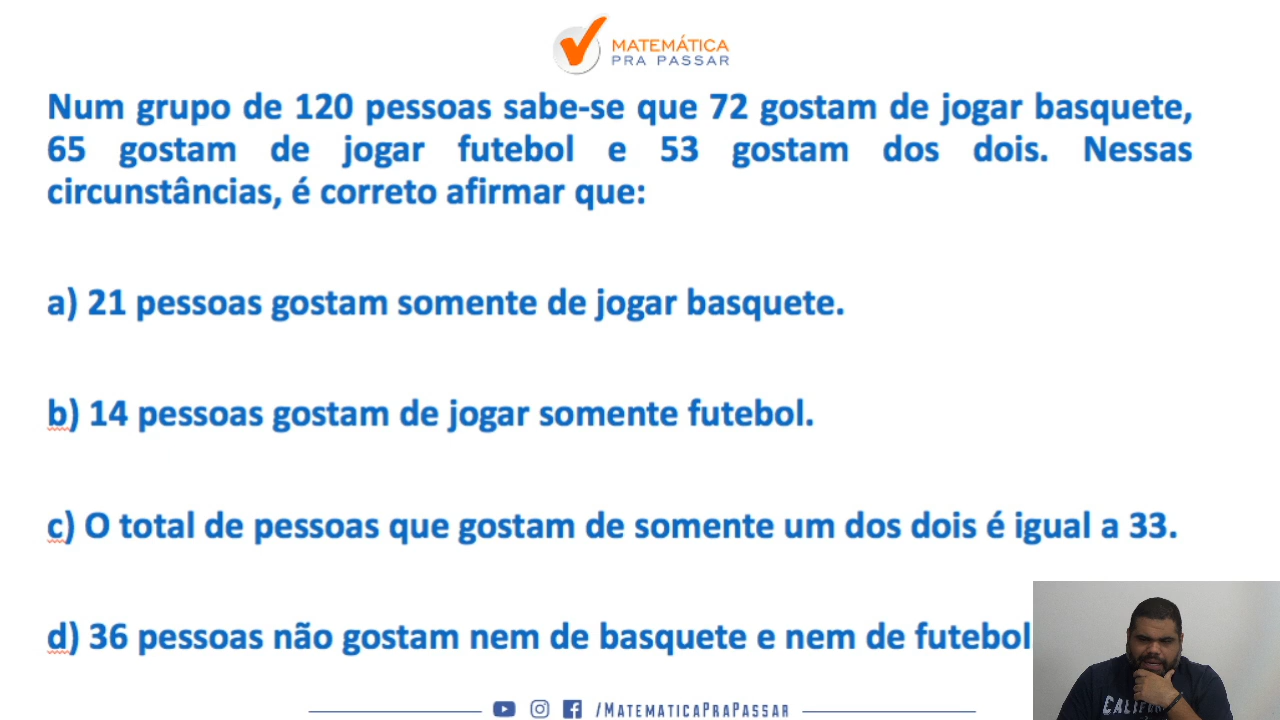 MATEMÁTICA
PRA PASSAR
Num grupo de 120 pessoas sabe-se que 72 gostam de jogar basquete,
65 gostam de jogar futebol e 53 gostam dos dois. Nessas
circunstâncias, é correto afirmar que:
a) 21 pessoas gostam somente de jogar basquete.
b) 14 pessoas gostam de jogar somente futebol.
c) O total de pessoas que gostam de somente um dos dois é igual a 33.
d) 36 pessoas não gostam nem de basquete e nem de futebol
/MATEMATICAPRAPASSAR